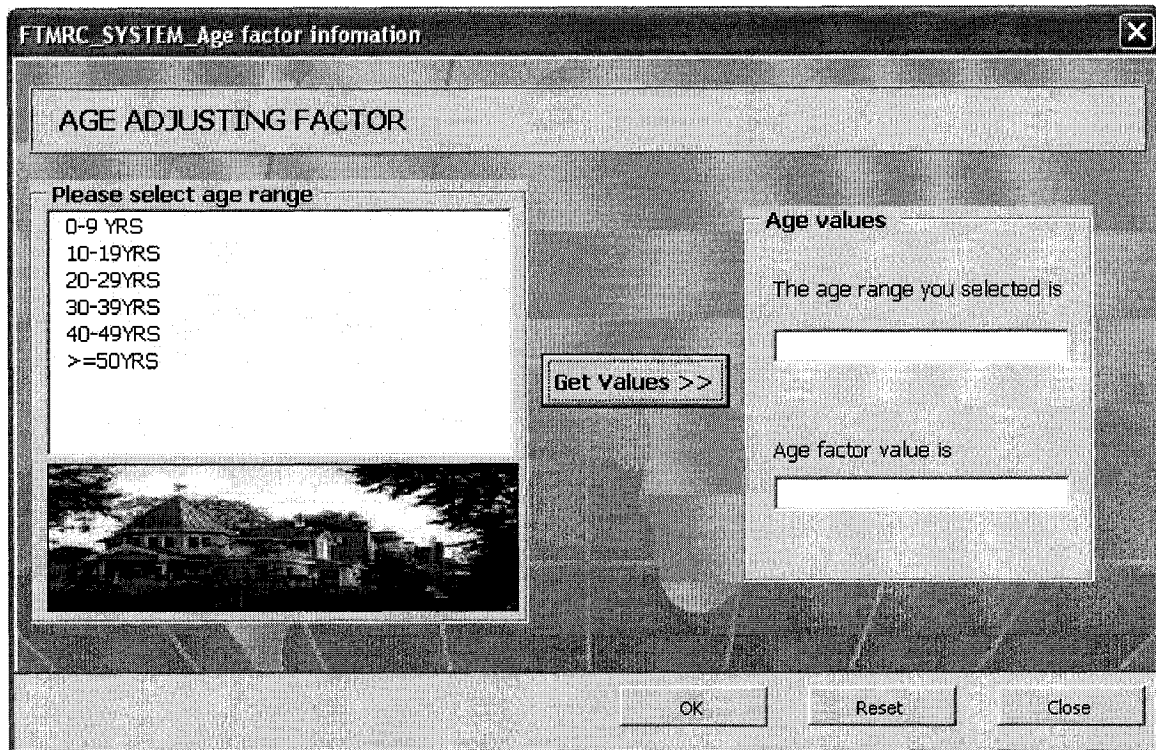 FTMRC_SYSTEM_Age factor infomation
AGE ADJUSTING FACTOR
Please select age range
0-9 YRS
10-19YRS
20-29YRS
30-39YRS
40-49YRS
>=50YRS
Get Values >>
Age values
The age range you selected is
Age factor value is
OK
Reset
Close